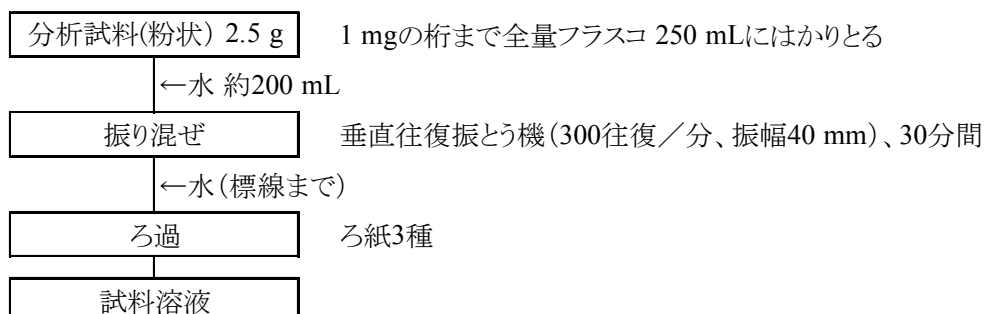 分析試料(粉状) 2.5 g 1 mgの桁まで全量フラスコ 250 mLにはかりとる
←水 約200 mL
振り混ぜ 垂直往復振とう機(300往復/分、振幅40 mm)、30分間
←水(標線まで)
ろ過 ろ紙3種
試料溶液